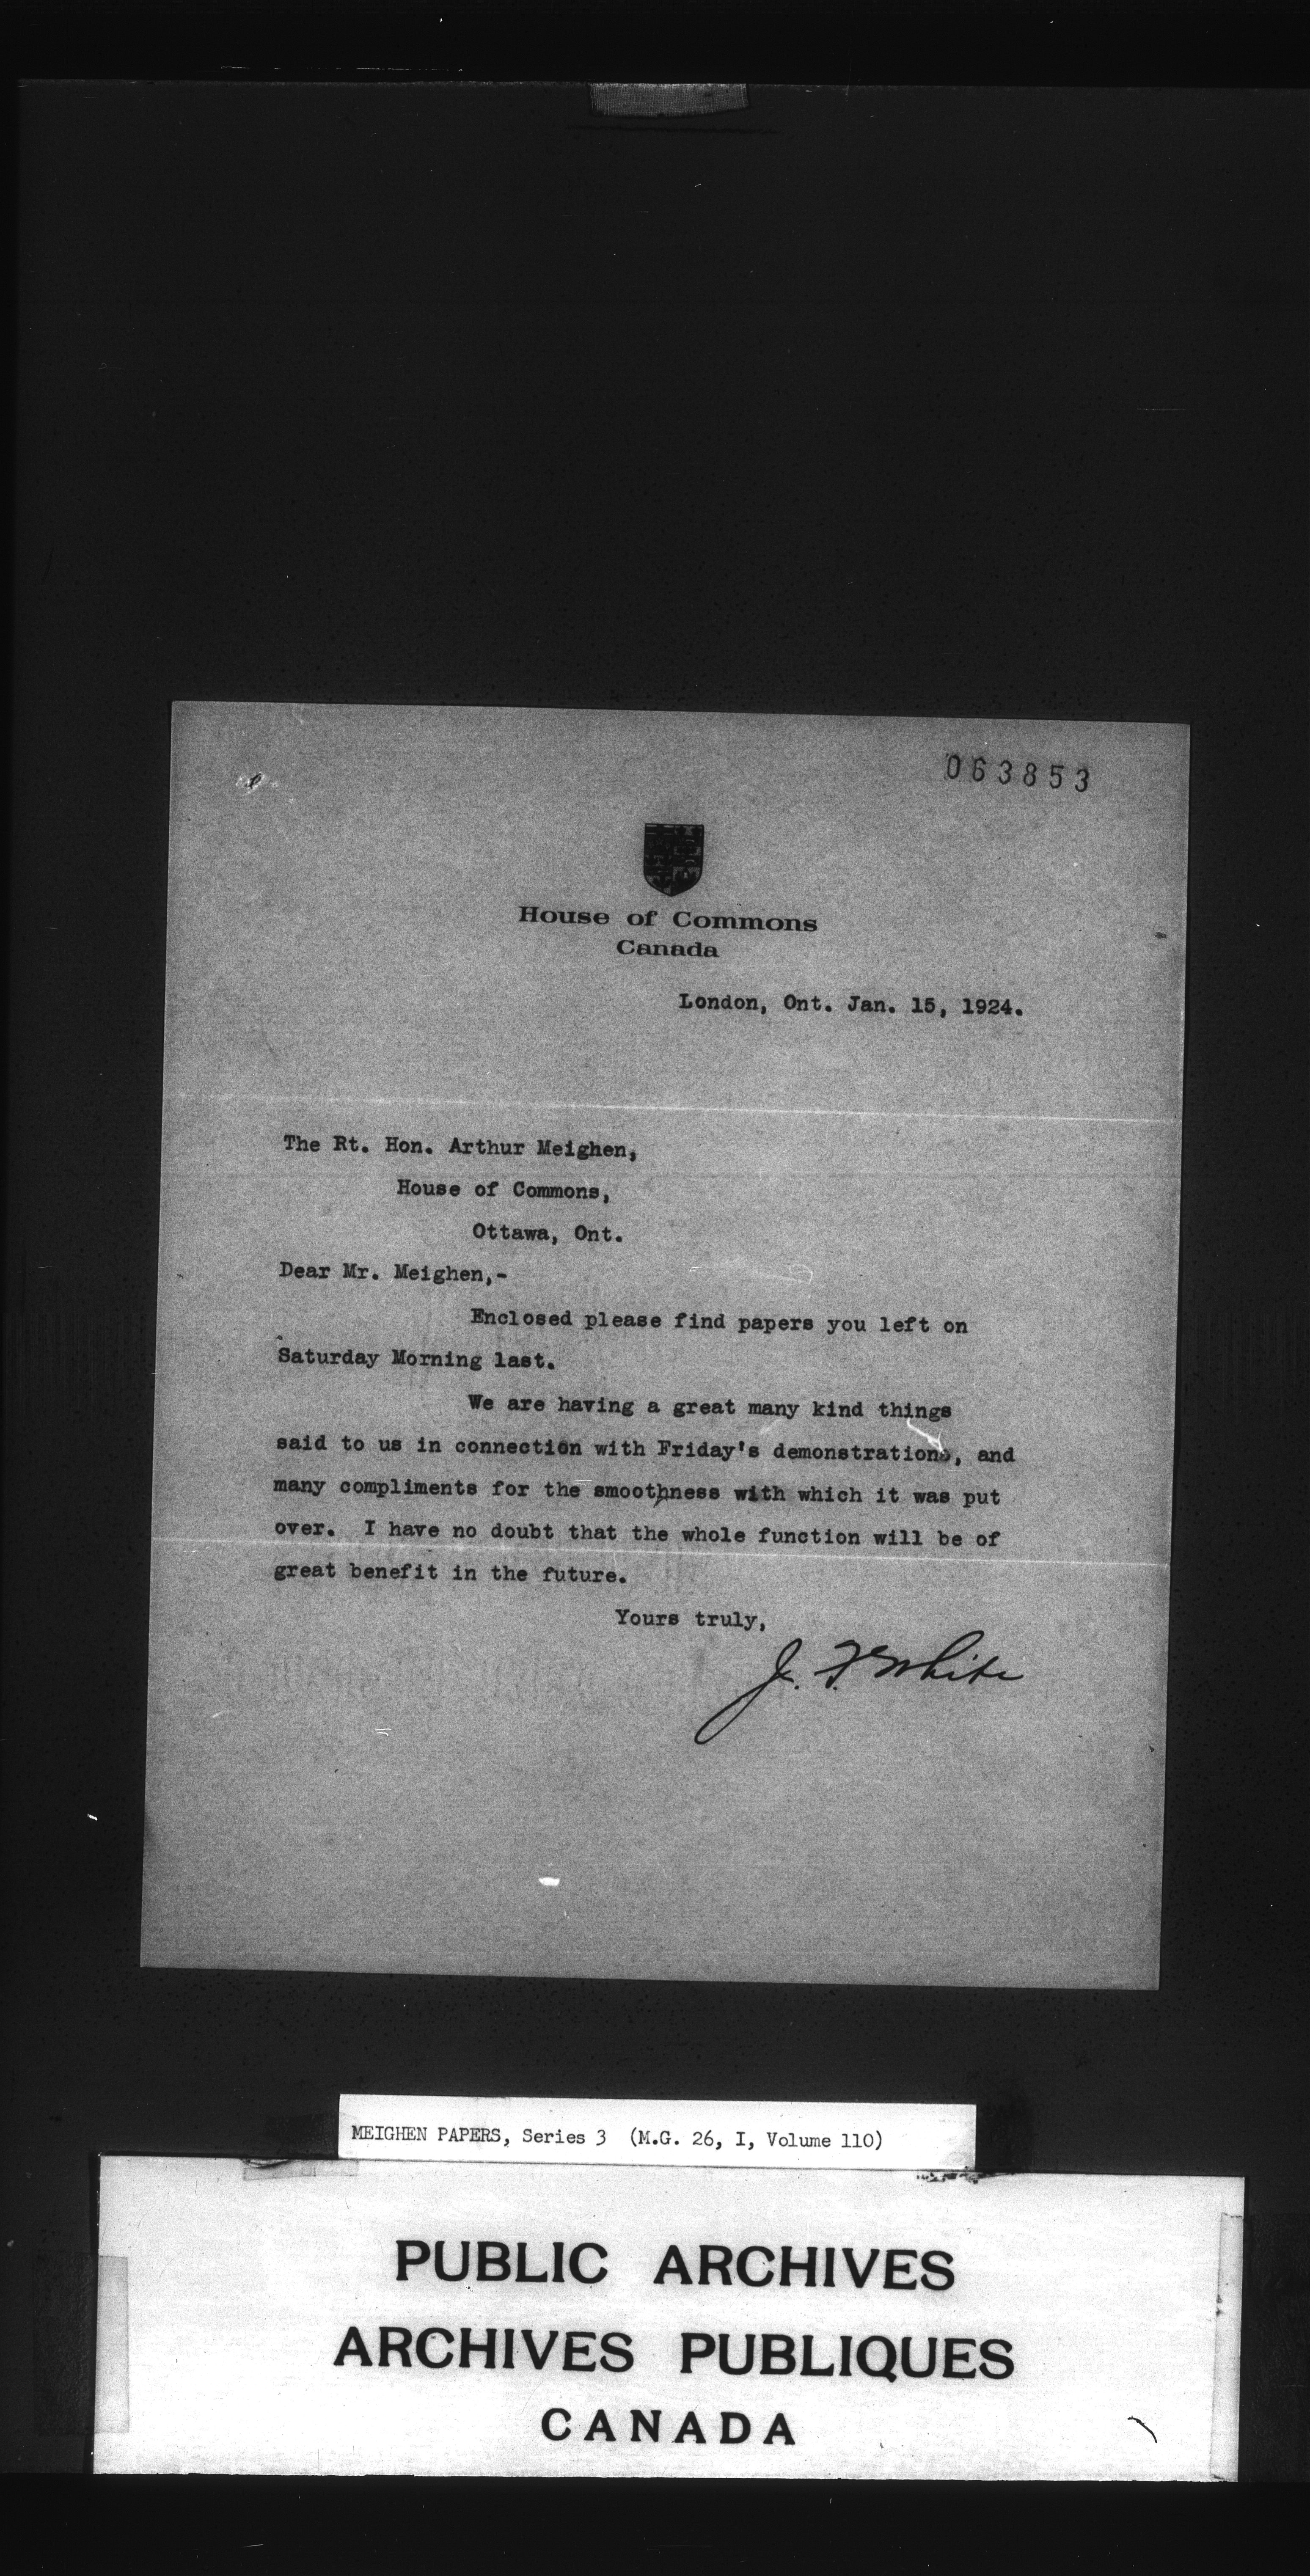 063853
House of Commons
Canada
London, Ont. Jan. 15, 1924.
The Rt. Hon. Arthur Meighen,
House of Commons,
Ottawa, Ont.
Dear Mr. Meighen,-
Enclosed please find papers you left on
Saturday Morning last.
We are having a great many kind things
said to us in connection with Friday's demonstrations, and
many compliments for the smoothness with which it was put
over. I have no doubt that the whole function will be of
great benefit in the future.
Yours truly,
J. F. White
MEIGHEN PAPERS, Series 3 (M.G. 26, I, Volume 110)
PUBLIC ARCHIVES
ARCHIVES PUBLIQUES
CANADA